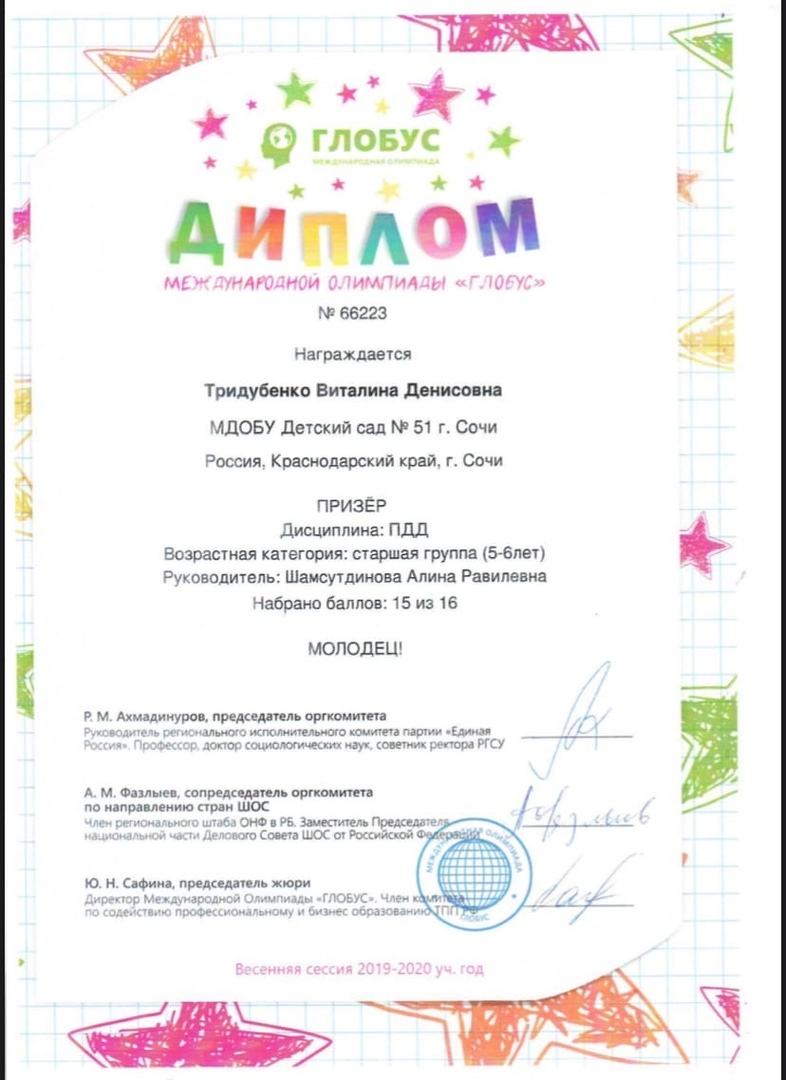 ГЛОБУС
МЕЖДУНАРОДНАЯ ОЛИМПИАДА
ДИПЛОМ
МЕЖДУНАРОДНОЙ ОЛИМПИАДЫ «ГЛОБУС»
№ 66223
Награждается
Тридубенко Виталина Денисовна
МДОБУ Детский сад № 51 г. Сочи
Россия, Краснодарский край, г. Сочи
ПРИЗЁР
Дисциплина: ПДД
Возрастная категория: старшая группа (5-6лет)
Руководитель: Шамсутдинова Алина Равилевна
Набрано баллов: 15 из 16
МОЛОДЕЦ!
Р. М. Ахмадинуров, председатель оргкомитета
Руководитель регионального исполнительного комитета партии «Единая
Россия». Профессор, доктор социологических наук, советник ректора РГСУ
А. М. Фазлыев, сопредседатель оргкомитета
по направлению стран ШОС
Член регионального штаба ОНФ в РБ. Заместитель Председателя
национальной части Делового Совета ШОС от Российской Федерации
Ю. Н. Сафина, председатель жюри
Директор Международной Олимпиады «ГЛОБУС». Член комитета
по содействию профессиональному и бизнес образованию ТПП РФ
МЕЖДУНАРОДНАЯ ОЛИМПИАДА
ГЛОБУС
Весенняя сессия 2019-2020 уч. год